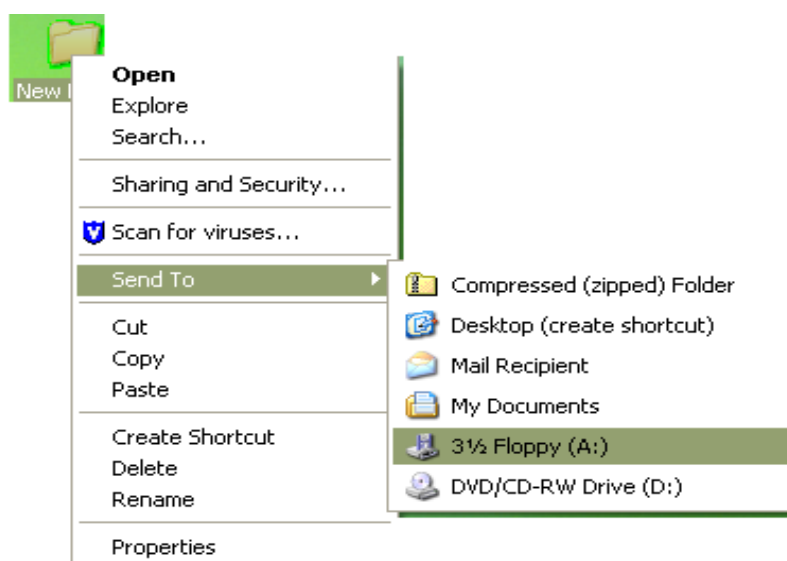 New
Open
Explore
Search...
Sharing and Security...
Scan for viruses...
Send To
Cut
Copy
Paste
Create Shortcut
Delete
Rename
Properties
Compressed (zipped) Folder
Desktop (create shortcut)
Mail Recipient
My Documents
3½ Floppy (A:)
DVD/CD-RW Drive (D:)